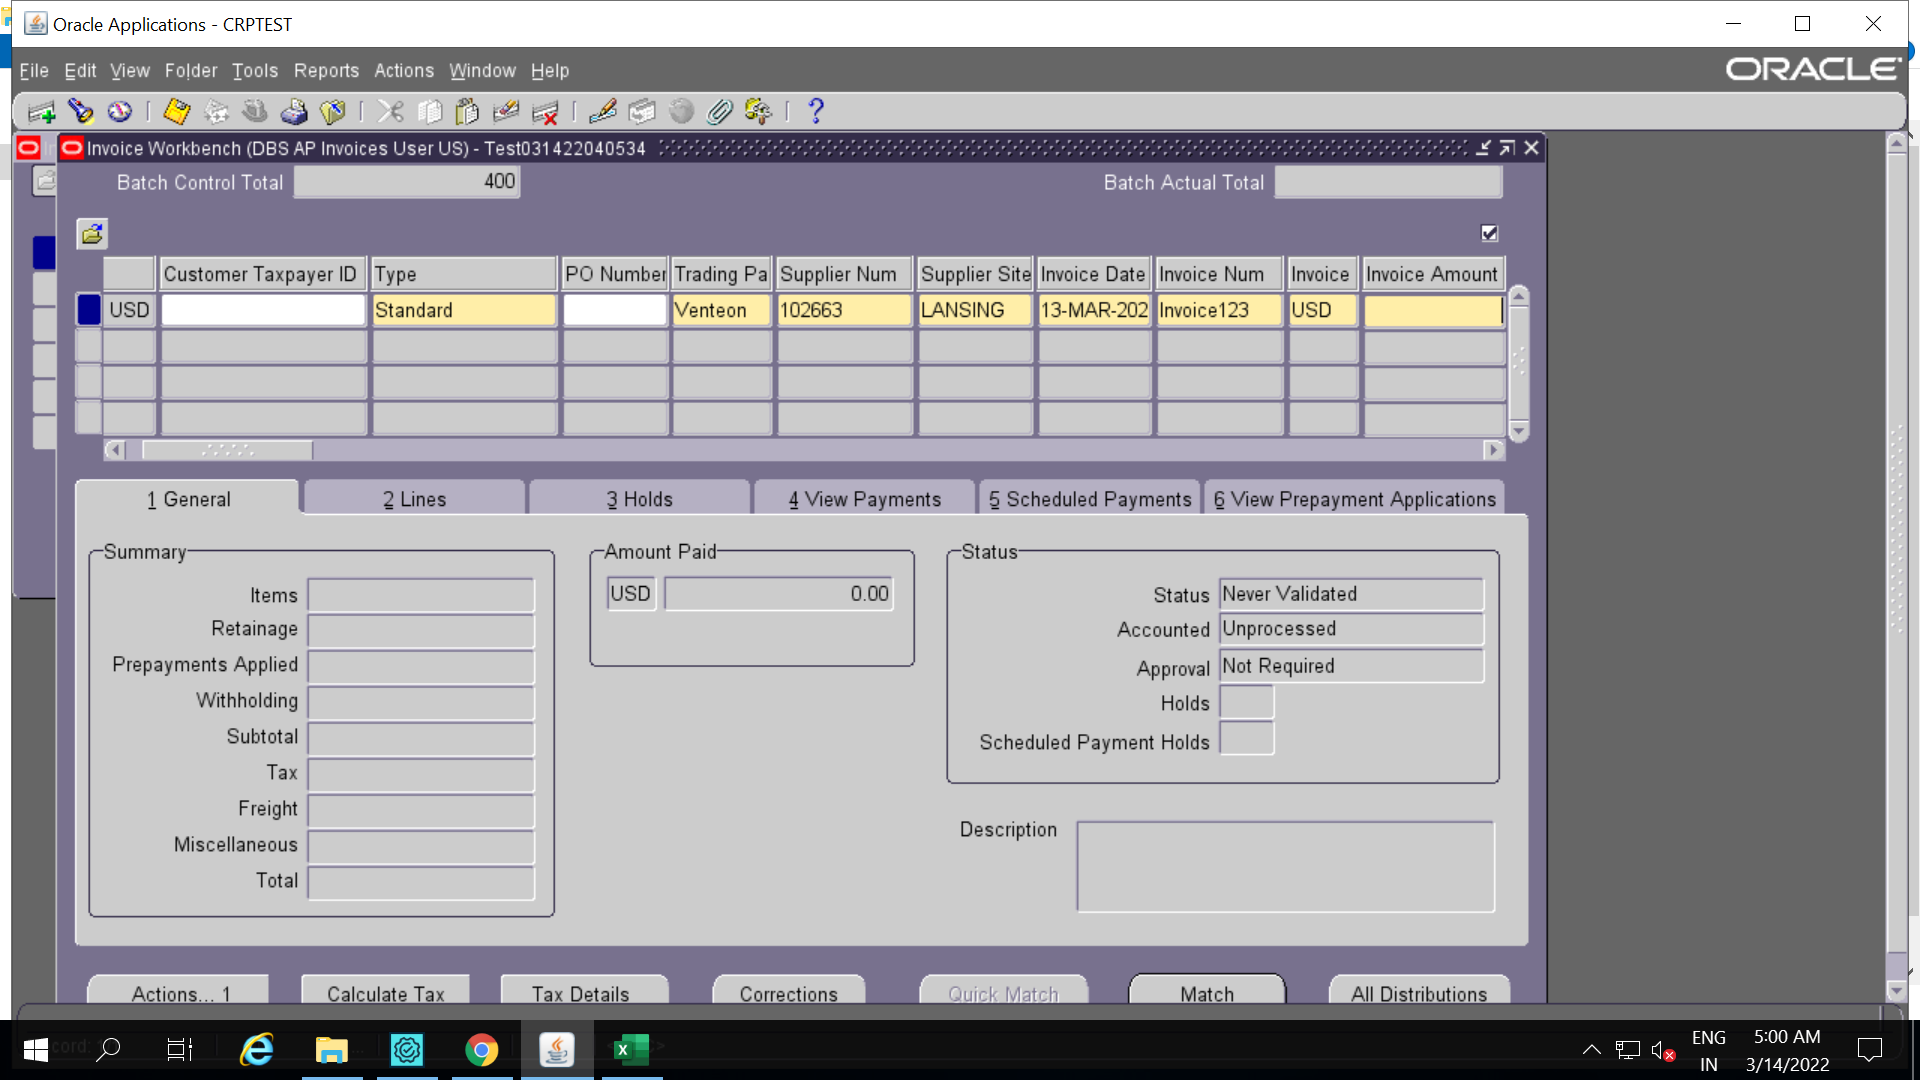 Oracle Applications - CRPTEST
File Edit View Folder Tools Reports Actions Window Help
ORACLE
Invoice Workbench (DBS AP Invoices User US) - Test031422040534
Batch Control Total 400 Batch Actual Total
Customer Taxpayer ID Type PO Number Trading Pa Supplier Num Supplier Site Invoice Date Invoice Num Invoice Invoice Amount
USD Standard Venteon 102663 LANSING 13-MAR-202 Invoice123 USD
1 General 2 Lines 3 Holds 4 View Payments 5 Scheduled Payments 6 View Prepayment Applications
Summary
Items
Retainage
Prepayments Applied
Withholding
Subtotal
Tax
Freight
Miscellaneous
Total
Amount Paid
USD 0.00
Status
Status Never Validated
Accounted Unprocessed
Approval Not Required
Holds
Scheduled Payment Holds
Description
Actions... 1 Calculate Tax Tax Details Corrections Quick Match Match All Distributions
ENG
IN
5:00 AM
3/14/2022